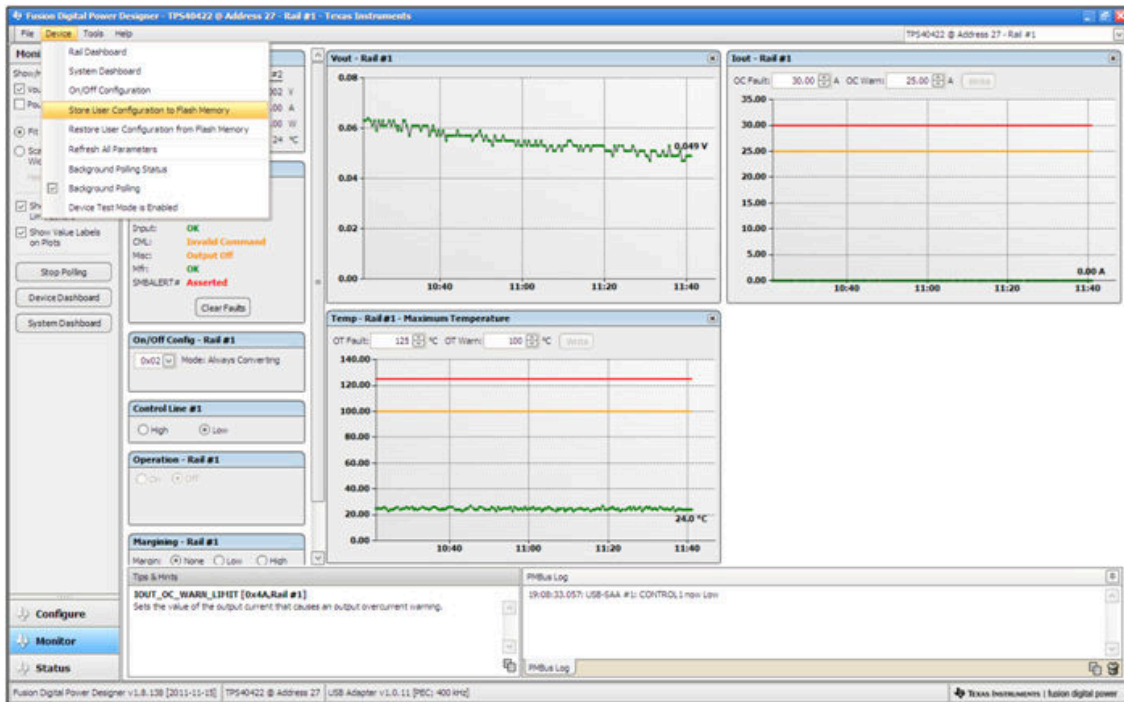 Fusion Digital Power Designer - TPS40422 @ Address 27 - Rail #1 - Texas Instruments
File Device Tools Help
TPS40422 @ Address 27 - Rail #1
Rail Dashboard
System Dashboard
On/Off Configuration
Store User Configuration to Flash Memory
Restore User Configuration from Flash Memory
Refresh All Parameters
Background Polling Status
Background Polling
Device Test Mode is Enabled
Show Value Labels
on Plots
Stop Polling
Device Dashboard
System Dashboard
#2
V
A
W
24 °C
Input: OK
CML: Invalid Command
Misc: Output Off
Mfr: OK
SMBALERT# Asserted
Clear Faults
On/Off Config - Rail #1
0x02 Mode: Always Converting
Control Line #1
High Low
Operation - Rail #1
On Off
Margining - Rail #1
Margin: None Low High
Vout - Rail #1
0.08
0.06
0.04
0.02
0.00
0.049 V
10:40 11:00 11:20 11:40
Iout - Rail #1
OC Fault: 30.00 A OC Warn: 25.00 A Write
35.00
30.00
25.00
20.00
15.00
10.00
5.00
0.00
0.00 A
10:40 11:00 11:20 11:40
Temp - Rail #1 - Maximum Temperature
OT Fault: 125 °C OT Warn: 100 °C Write
140.00
120.00
100.00
80.00
60.00
40.00
20.00
0.00
24.0 °C
10:40 11:00 11:20 11:40
Tips & Hints
IOUT_OC_WARN_LIMIT [0x4A,Rail #1]
Sets the value of the output current that causes an output overcurrent warning.
PMBus Log
19:08:33.057: USB-SAA #1: CONTROL1 now Low
PMBus Log
Configure
Monitor
Status
Fusion Digital Power Designer v1.8.138 [2011-11-15] TPS40422 @ Address 27 USB Adapter v1.0.11 [PEC; 400 kHz]
TEXAS INSTRUMENTS | fusion digital power